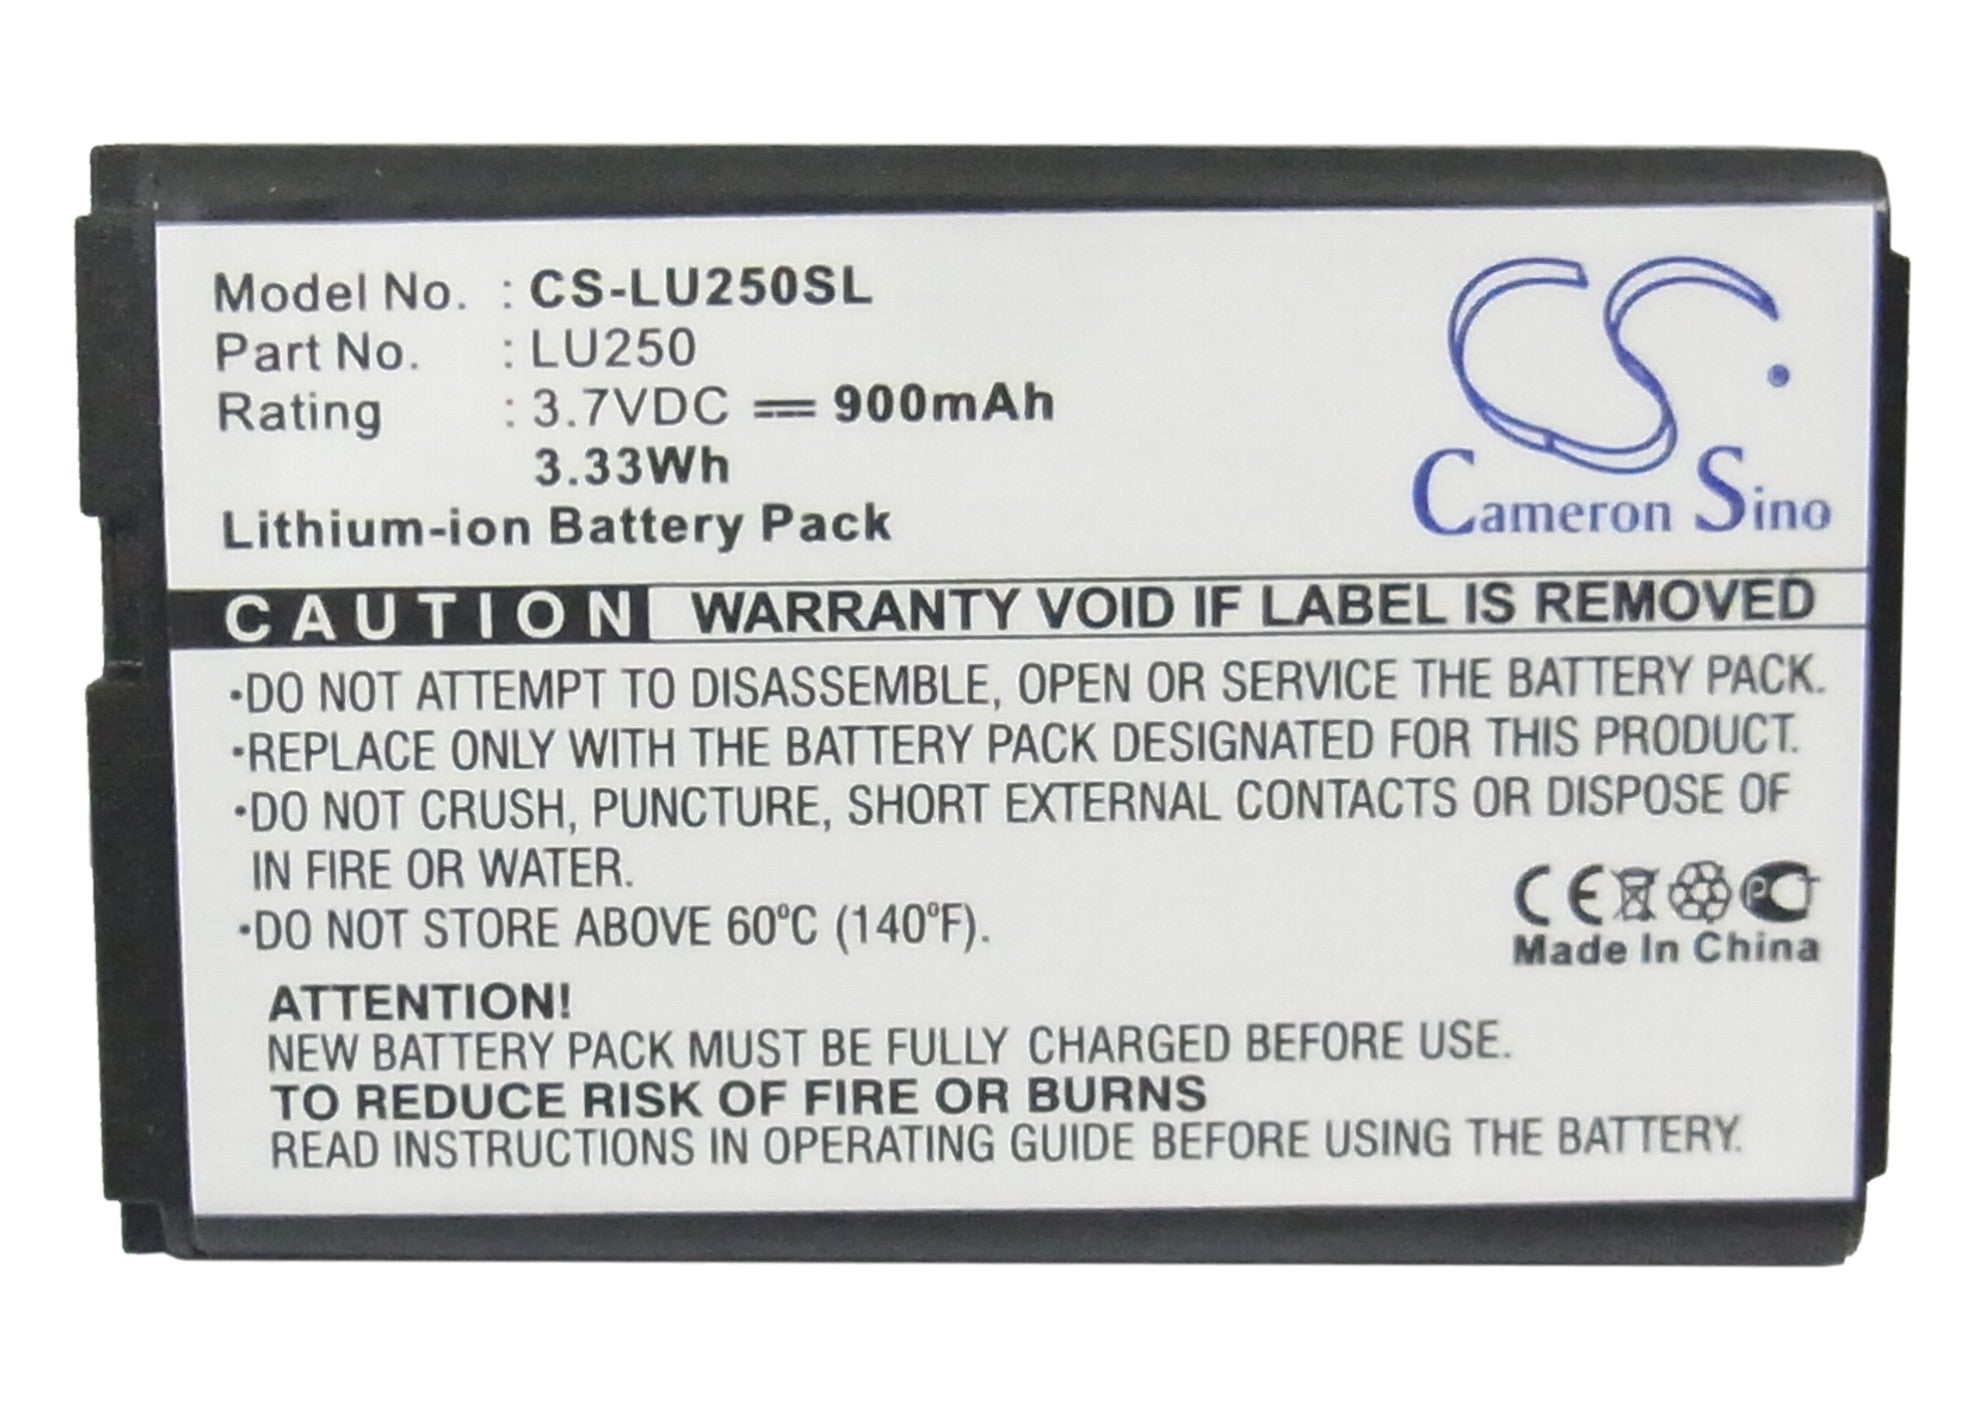 Model No. : CS-LU250SL
Part No. : LU250
Rating : 3.7VDC 900mAh
3.33Wh
Lithium-ion Battery Pack
CS
Cameron Sino
CAUTION WARRANTY VOID IF LABEL IS REMOVED
·DO NOT ATTEMPT TO DISASSEMBLE, OPEN OR SERVICE THE BATTERY PACK.
·REPLACE ONLY WITH THE BATTERY PACK DESIGNATED FOR THIS PRODUCT.
·DO NOT CRUSH, PUNCTURE, SHORT EXTERNAL CONTACTS OR DISPOSE OF
IN FIRE OR WATER.
·DO NOT STORE ABOVE 60ºC (140ºF).
CE
Made In China
ATTENTION!
NEW BATTERY PACK MUST BE FULLY CHARGED BEFORE USE.
TO REDUCE RISK OF FIRE OR BURNS
READ INSTRUCTIONS IN OPERATING GUIDE BEFORE USING THE BATTERY.